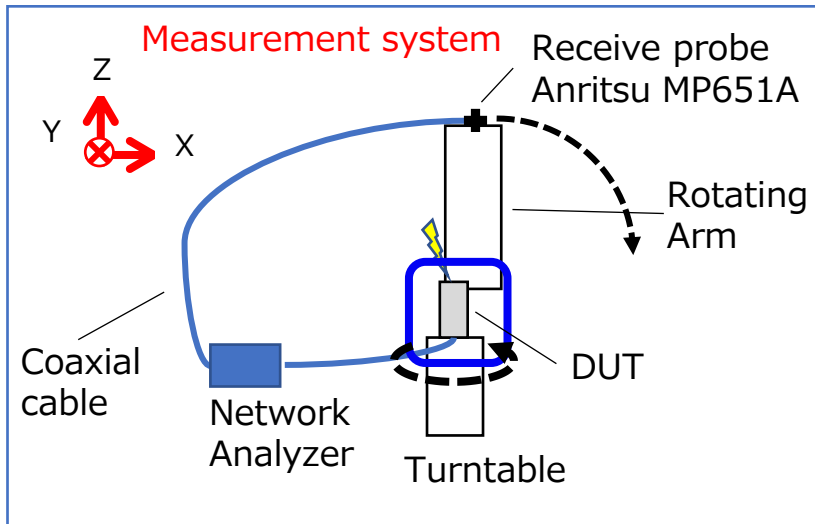 Measurement system
Z
Y
X
Receive probe
Anritsu MP651A
Rotating
Arm
Coaxial
cable
Network
Analyzer
DUT
Turntable